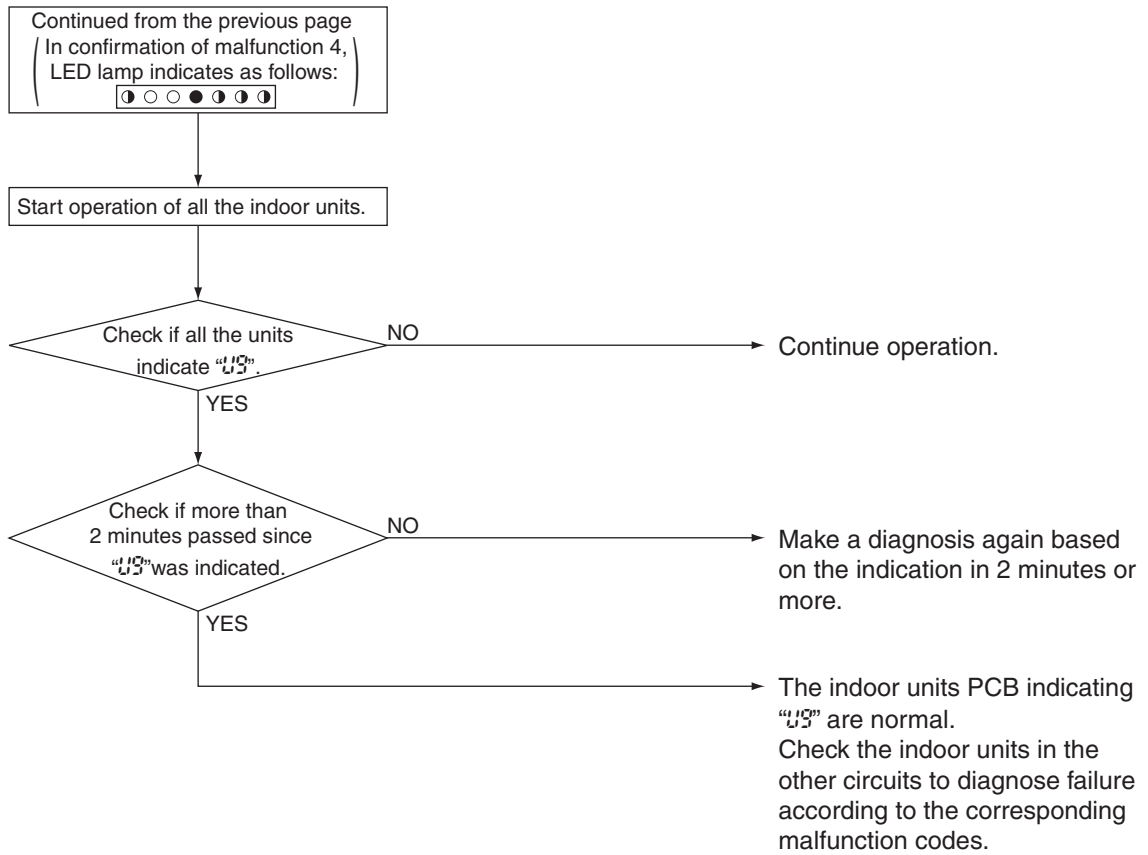 Continued from the previous page
In confirmation of malfunction 4,
LED lamp indicates as follows:
◑ ○ ○ ● ◑ ◑ ◑
Start operation of all the indoor units.
Check if all the units
indicate “U9”.
NO
Continue operation.
YES
Check if more than
2 minutes passed since
“U9”was indicated.
NO
Make a diagnosis again based
on the indication in 2 minutes or
more.
YES
The indoor units PCB indicating
“U9” are normal.
Check the indoor units in the
other circuits to diagnose failure
according to the corresponding
malfunction codes.